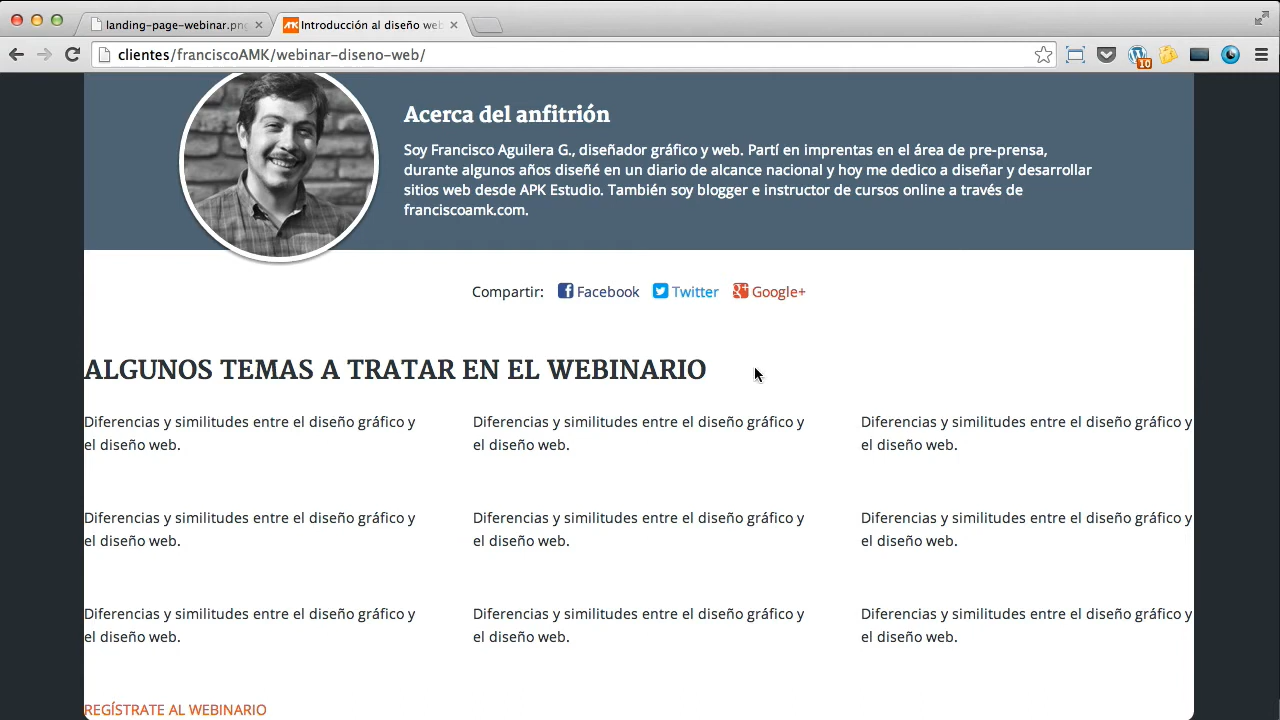 landing-page-webinar.png
Introducción al diseño web
clientes/franciscoAMK/webinar-diseno-web/
10
Acerca del anfitrión
Soy Francisco Aguilera G., diseñador gráfico y web. Partí en imprentas en el área de pre-prensa,
durante algunos años diseñé en un diario de alcance nacional y hoy me dedico a diseñar y desarrollar
sitios web desde APK Estudio. También soy blogger e instructor de cursos online a través de
franciscoamk.com.
Compartir: Facebook Twitter Google+
ALGUNOS TEMAS A TRATAR EN EL WEBINARIO
Diferencias y similitudes entre el diseño gráfico y
el diseño web.
Diferencias y similitudes entre el diseño gráfico y
el diseño web.
Diferencias y similitudes entre el diseño gráfico y
el diseño web.
Diferencias y similitudes entre el diseño gráfico y
el diseño web.
Diferencias y similitudes entre el diseño gráfico y
el diseño web.
Diferencias y similitudes entre el diseño gráfico y
el diseño web.
Diferencias y similitudes entre el diseño gráfico y
el diseño web.
Diferencias y similitudes entre el diseño gráfico y
el diseño web.
Diferencias y similitudes entre el diseño gráfico y
el diseño web.
REGÍSTRATE AL WEBINARIO